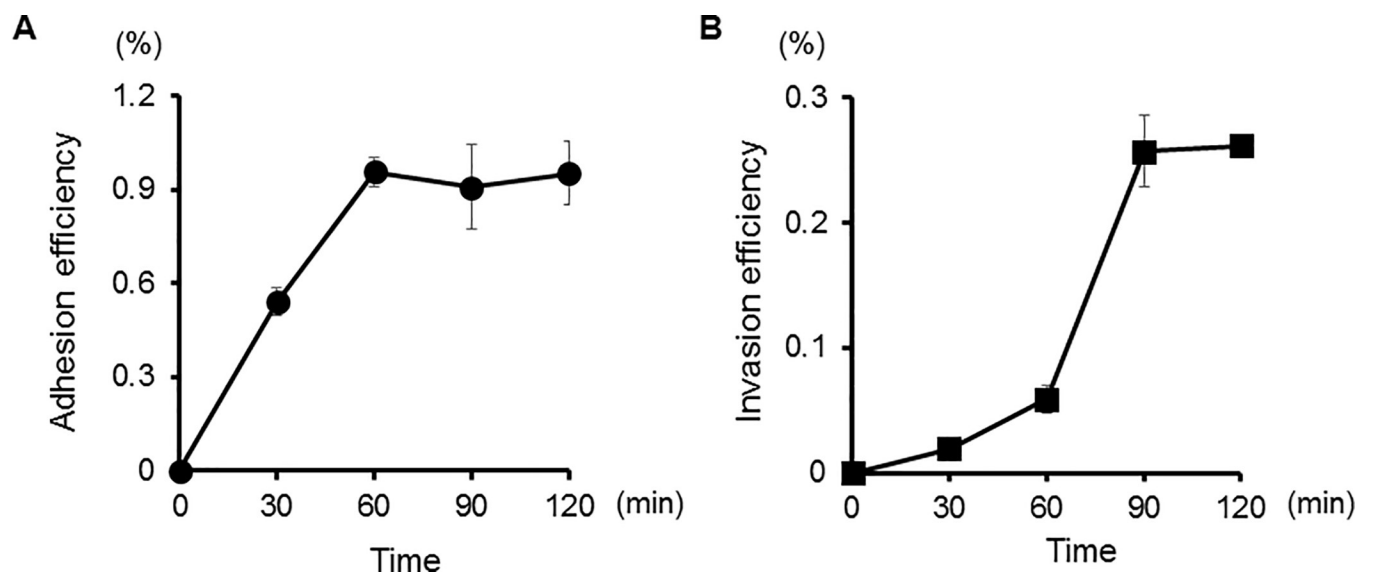 A
(%)
1.2
0.9
0.6
0.3
0
Adhesion efficiency
0 30 60 90 120 (min)
Time
B
(%)
0.3
0.2
0.1
0
Invasion efficiency
0 30 60 90 120 (min)
Time